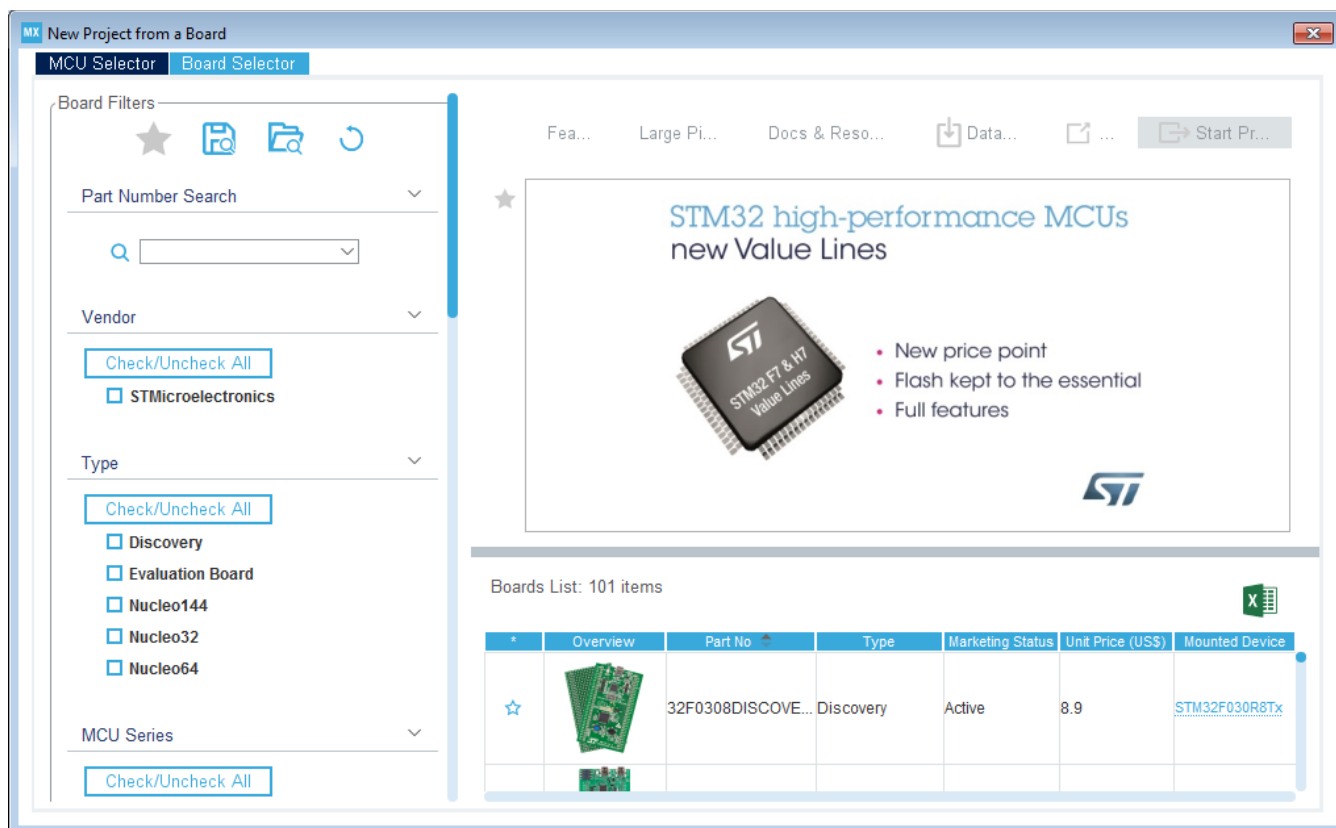 MX New Project from a Board
MCU Selector Board Selector
Board Filters
Part Number Search
Vendor
Check/Uncheck All
STMicroelectronics
Type
Check/Uncheck All
Discovery
Evaluation Board
Nucleo144
Nucleo32
Nucleo64
MCU Series
Check/Uncheck All
Fea... Large Pi... Docs & Reso... Data... ... Start Pr...
STM32 high-performance MCUs
new Value Lines
ST
STM32 F7 & H7
Value Lines
• New price point
• Flash kept to the essential
• Full features
ST
Boards List: 101 items
X
* Overview Part No Type Marketing Status Unit Price (US$) Mounted Device
32F0308DISCOVE... Discovery Active 8.9 STM32F030R8Tx